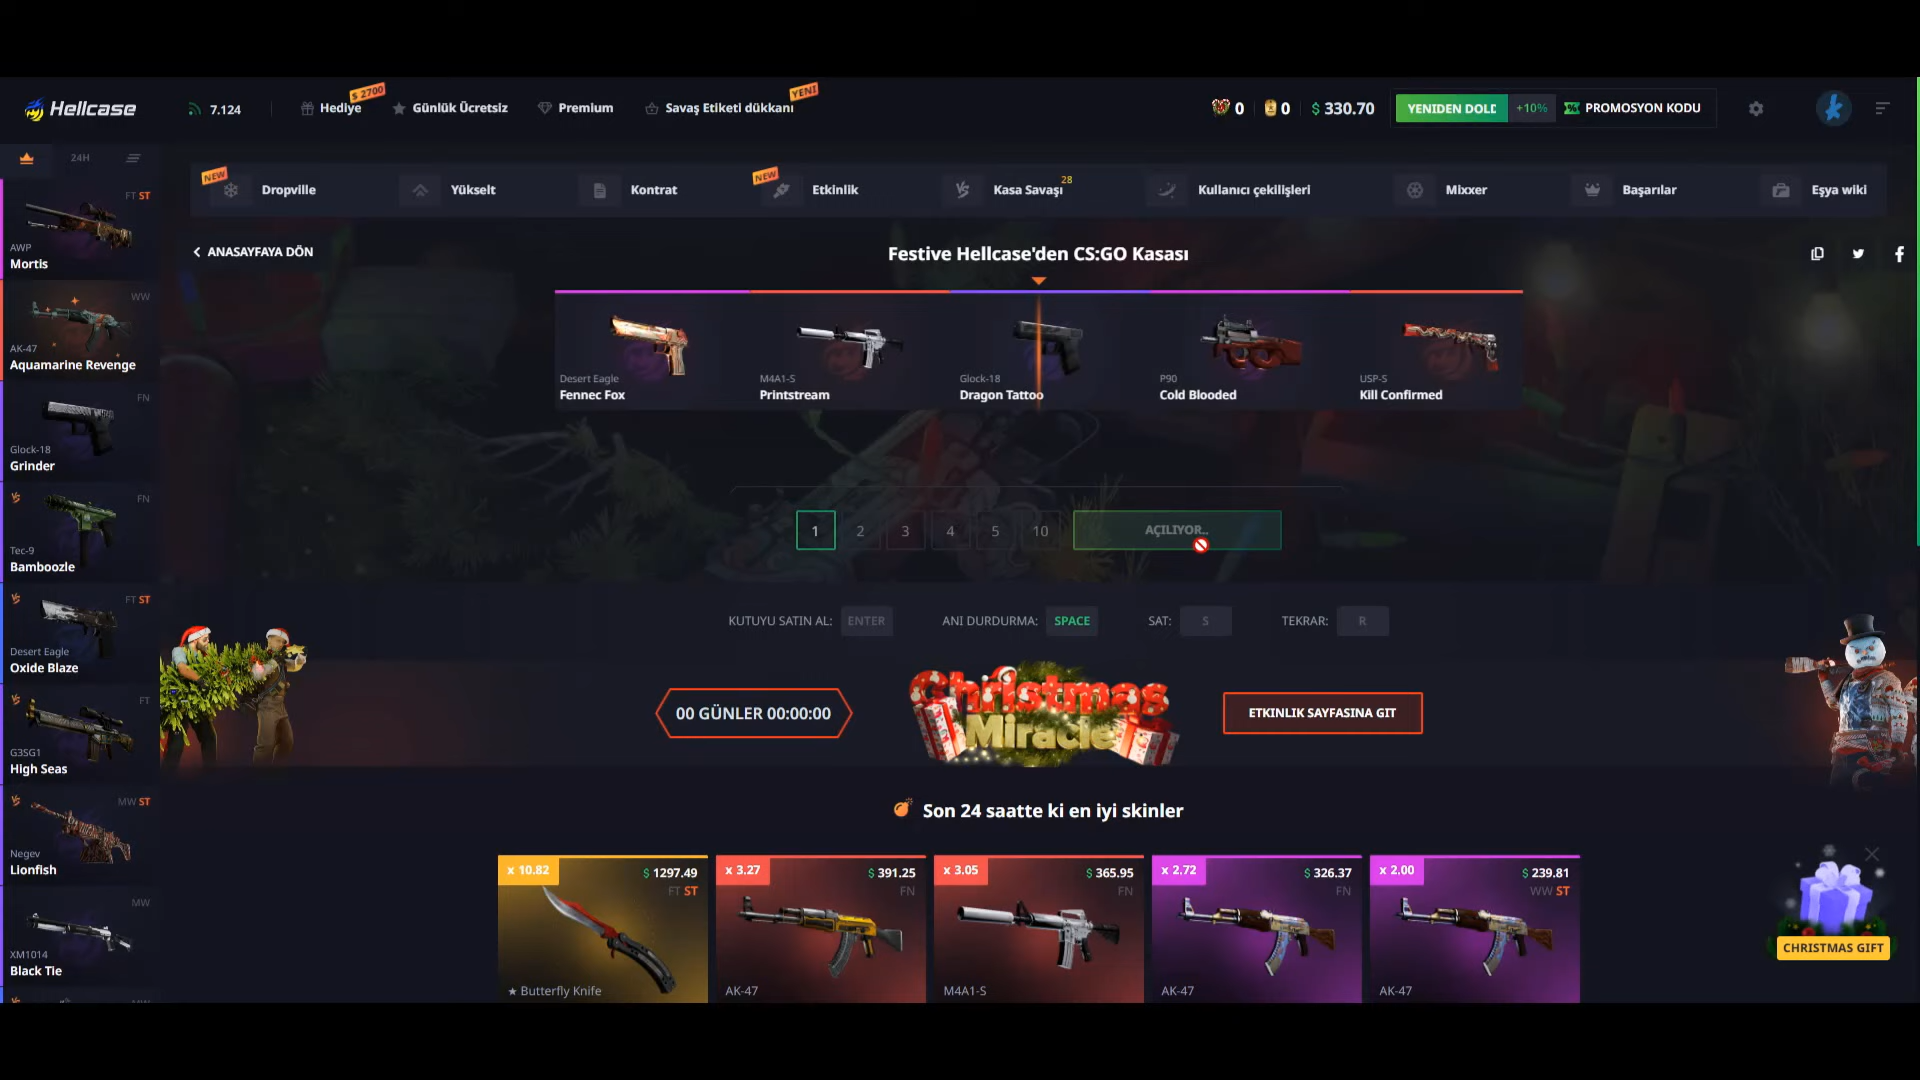 Hellcase
7.124
Hediye
$ 2700
Günlük Ücretsiz
Premium
Savaş Etiketi dükkanı
YENİ
0
0
$ 330.70
YENİDEN DOLD
+10%
PROMOSYON KODU
24H
NEW
Dropville
Yükselt
Kontrat
NEW
Etkinlik
Kasa Savaşı
28
Kullanıcı çekilişleri
Mixxer
Başarılar
Eşya wiki
ANASAYFAYA DÖN
Festive Hellcase'den CS:GO Kasası
FT ST
AWP
Mortis
WW
AK-47
Aquamarine Revenge
FN
Glock-18
Grinder
FN
Tec-9
Bamboozle
FT ST
Desert Eagle
Oxide Blaze
FT
G3SG1
High Seas
MW ST
Negev
Lionfish
MW
XM1014
Black Tie
Desert Eagle
Fennec Fox
M4A1-S
Printstream
Glock-18
Dragon Tattoo
P90
Cold Blooded
USP-S
Kill Confirmed
1
2
3
4
5
10
AÇILIYOR..
KUTUYU SATIN AL: ENTER
ANI DURDURMA: SPACE
SAT: S
TEKRAR: R
00 GÜNLER 00:00:00
Christmas
Miracle
ETKINLIK SAYFASINA GIT
Son 24 saatte ki en iyi skinler
x 10.82
$ 1297.49
FT ST
★ Butterfly Knife
x 3.27
$ 391.25
FN
AK-47
x 3.05
$ 365.95
FN
M4A1-S
x 2.72
$ 326.37
FN
AK-47
x 2.00
$ 239.81
WW ST
AK-47
CHRISTMAS GIFT